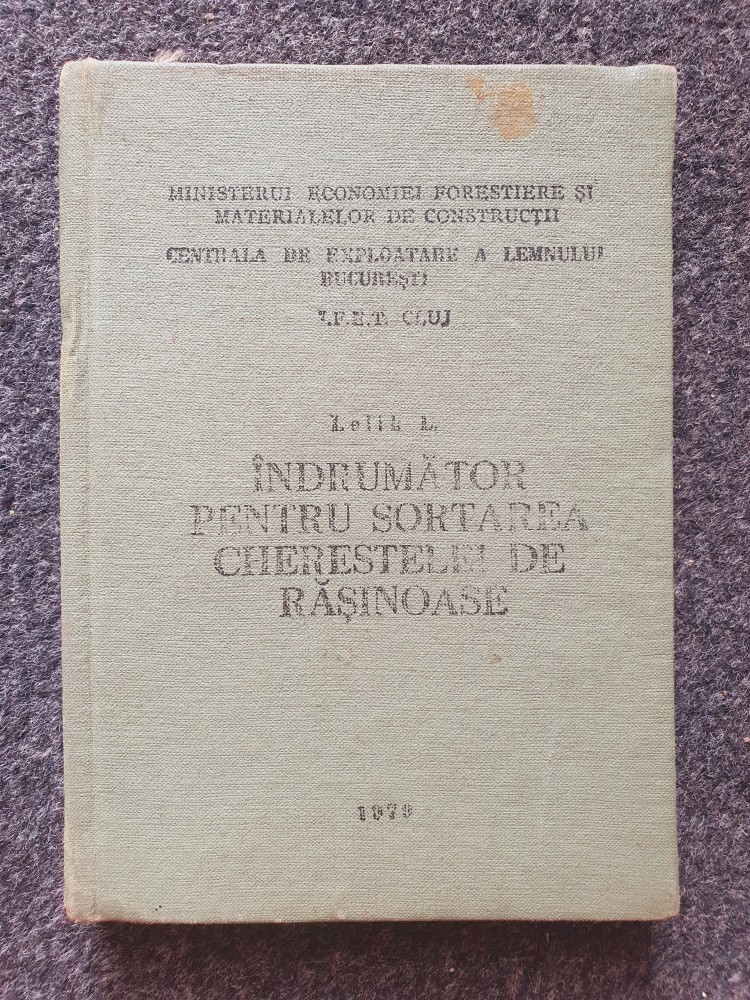 MINISTERUL ECONOMIEI FORESTIERE ȘI
MATERIALELOR DE CONSTRUCȚII
CENTRALA DE EXPLOATARE A LEMNULUI
BUCUREȘTI
I.F.E.T. CLUJ
L.
ÎNDRUMĂTOR
PENTRU SORTAREA
CHERESTELEI DE
RĂȘINOASE
1979